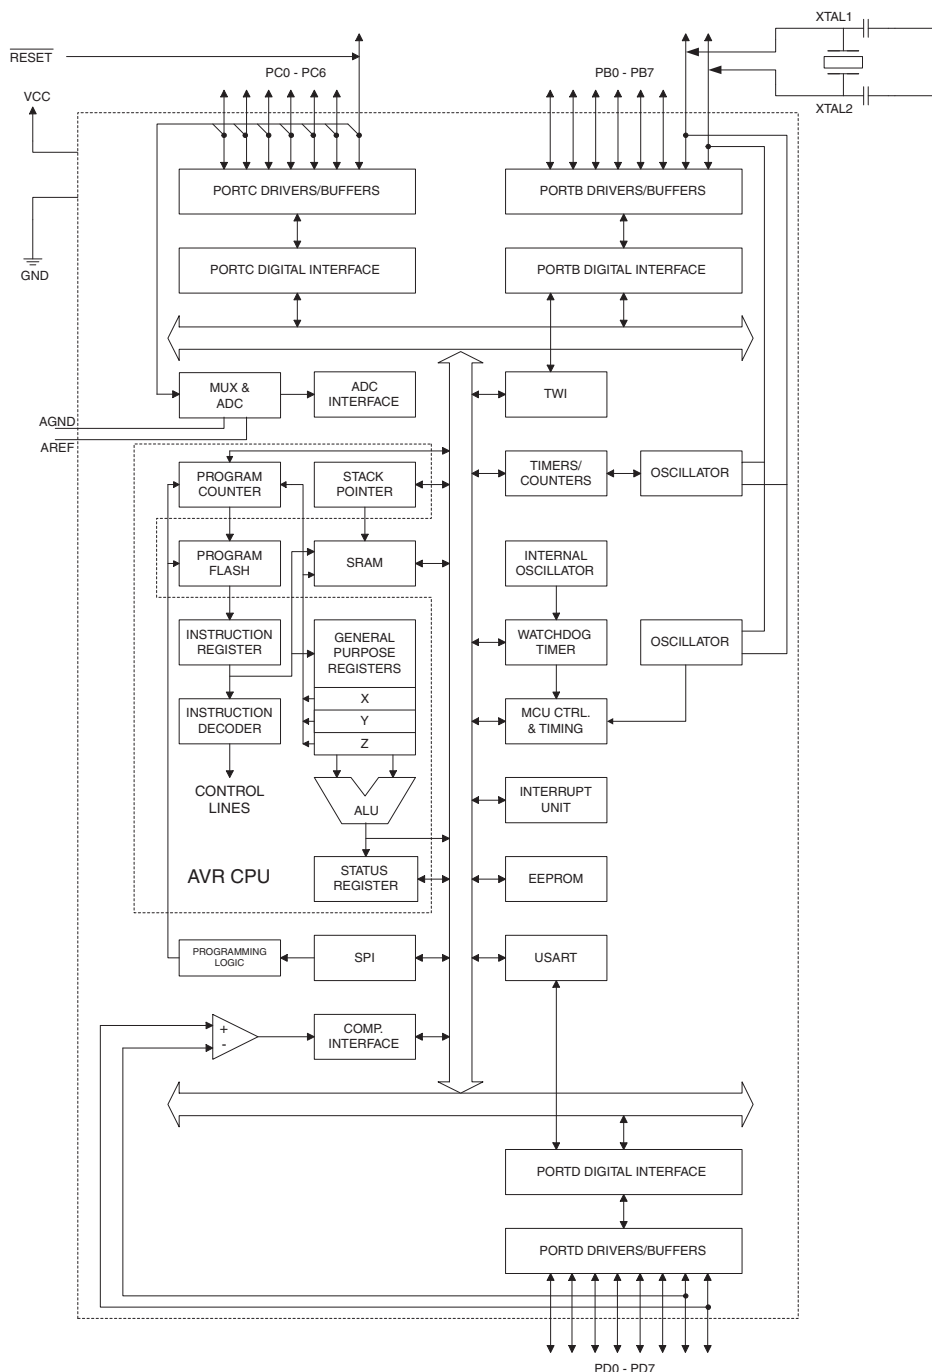 XTAL1
RESET
PC0 - PC6
PB0 - PB7
VCC
XTAL2
PORTC DRIVERS/BUFFERS
PORTB DRIVERS/BUFFERS
GND
PORTC DIGITAL INTERFACE
PORTB DIGITAL INTERFACE
MUX &
ADC
ADC
INTERFACE
TWI
AGND
AREF
PROGRAM
COUNTER
STACK
POINTER
TIMERS/
COUNTERS
OSCILLATOR
PROGRAM
FLASH
SRAM
INTERNAL
OSCILLATOR
INSTRUCTION
REGISTER
GENERAL
PURPOSE
REGISTERS
WATCHDOG
TIMER
OSCILLATOR
X
INSTRUCTION
DECODER
Y
MCU CTRL.
& TIMING
Z
CONTROL
LINES
ALU
INTERRUPT
UNIT
AVR CPU
STATUS
REGISTER
EEPROM
PROGRAMMING
LOGIC
SPI
USART
+
-
COMP.
INTERFACE
PORTD DIGITAL INTERFACE
PORTD DRIVERS/BUFFERS
PD0 - PD7